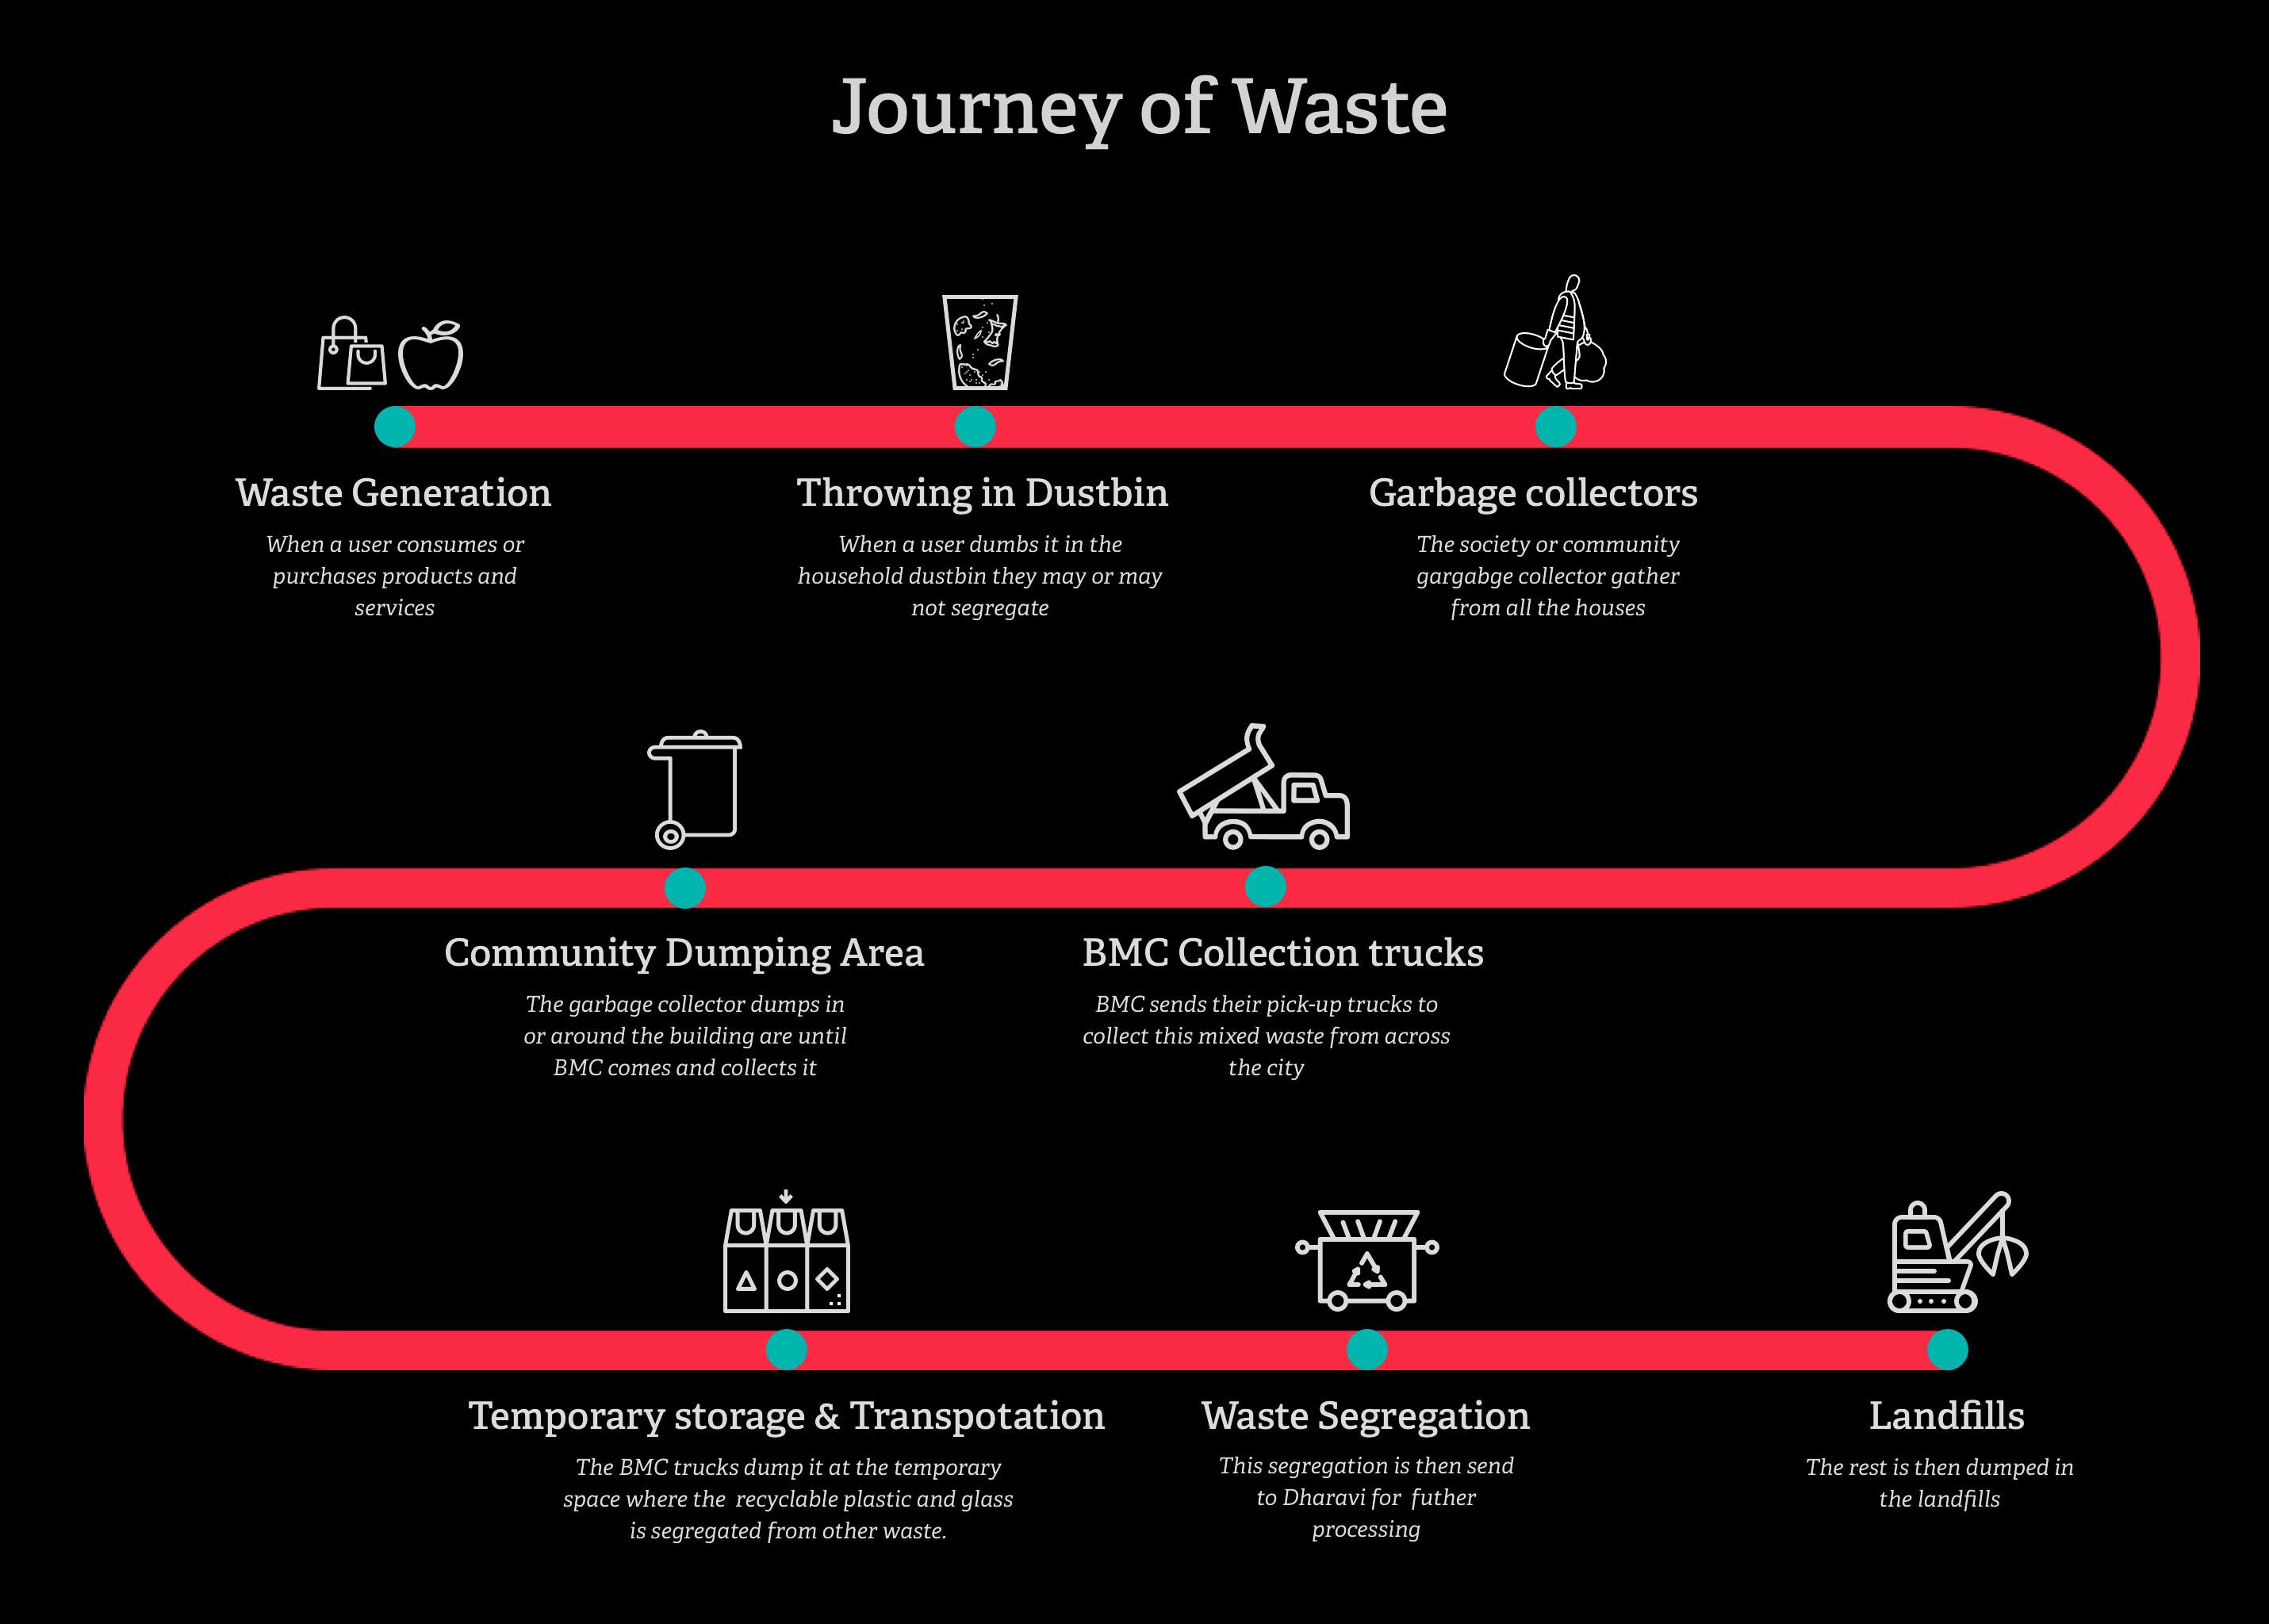 Journey of Waste
Waste Generation
When a user consumes or
purchases products and
services
Throwing in Dustbin
When a user dumbs it in the
household dustbin they may or may
not segregate
Garbage collectors
The society or community
gargabge collector gather
from all the houses
Community Dumping Area
The garbage collector dumps in
or around the building are until
BMC comes and collects it
BMC Collection trucks
BMC sends their pick-up trucks to
collect this mixed waste from across
the city
Temporary storage & Transpotation
The BMC trucks dump it at the temporary
space where the recyclable plastic and glass
is segregated from other waste.
Waste Segregation
This segregation is then send
to Dharavi for futher
processing
Landfills
The rest is then dumped in
the landfills